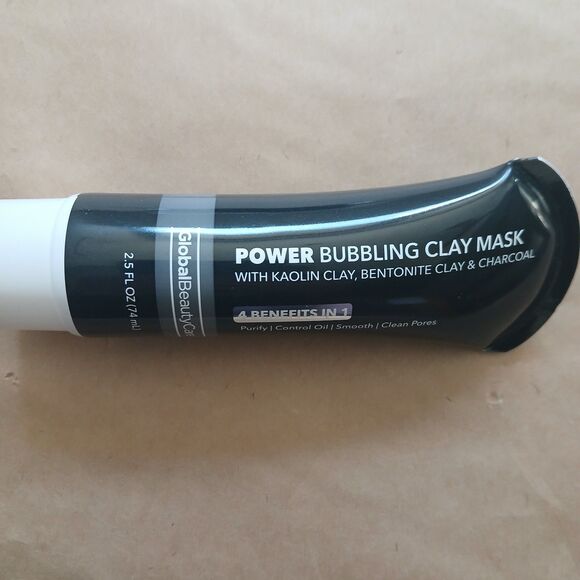 POWER BUBBLING CLAY MASK
WITH KAOLIN CLAY, BENTONITE CLAY & CHARCOAL
4 BENEFITS IN 1
Purify | Control Oil | Smooth | Clean Pores
GlobalBeautyCare
2.5 FL OZ (74 mL)